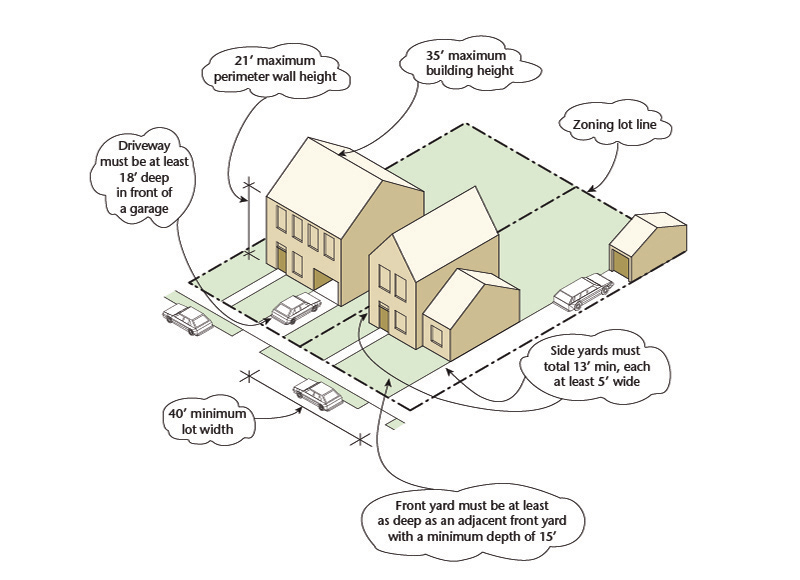 21’ maximum
perimeter wall height
35’ maximum
building height
Zoning lot line
Driveway
must be at least
18’ deep
in front of
a garage
Side yards must
total 13’ min, each
at least 5’ wide
40’ minimum
lot width
Front yard must be at least
as deep as an adjacent front yard
with a minimum depth of 15’